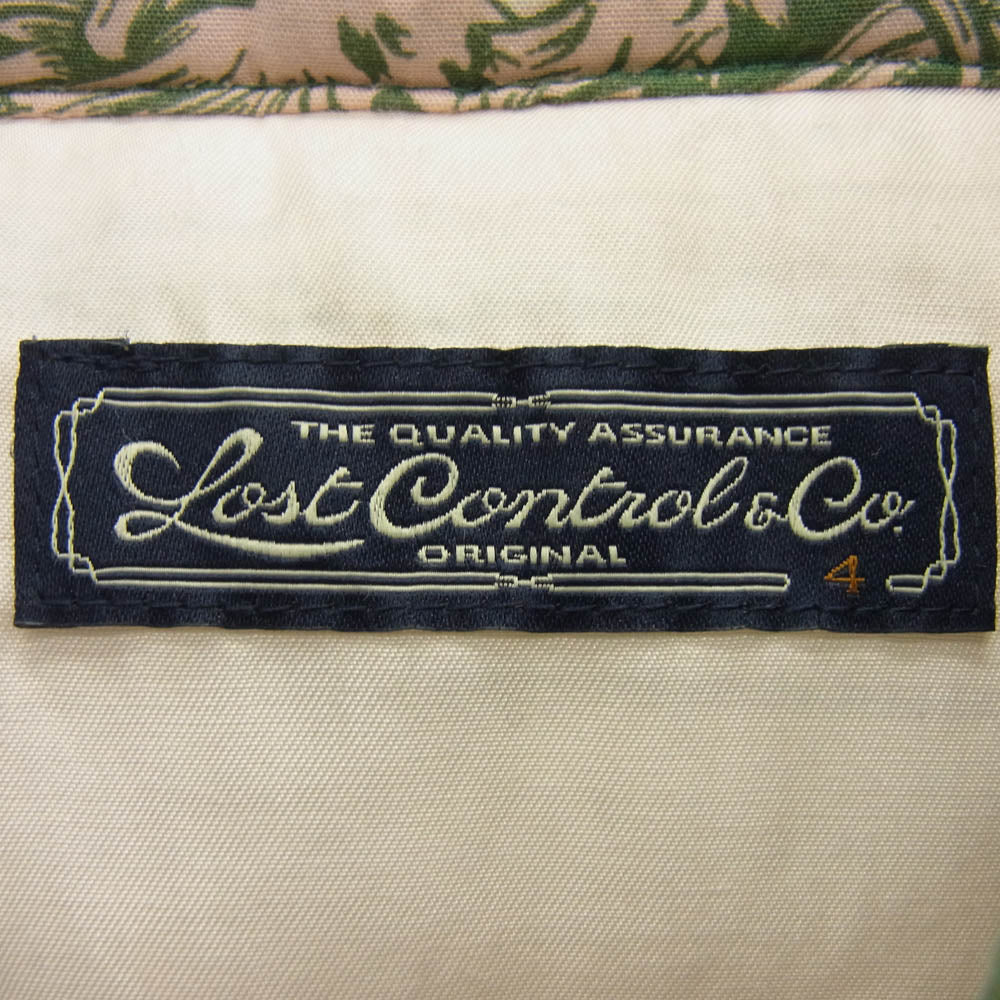 THE QUALITY ASSURANCE
Lost Control & Co.
ORIGINAL
4